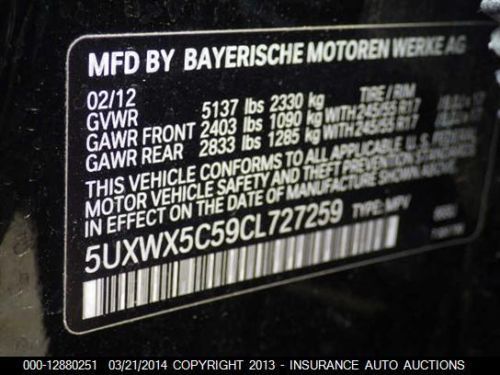 MFD BY BAYERISCHE MOTOREN WERKE AG
02/12 TIRE / RIM
GVWR 5137 lbs 2330 kg
GAWR FRONT 2403 lbs 1090 kg WITH 245/55 R17
GAWR REAR 2833 lbs 1285 kg WITH 245/55 R17
THIS VEHICLE CONFORMS TO ALL APPLICABLE U.S. FEDERAL
MOTOR VEHICLE SAFETY AND THEFT PREVENTION
STANDARDS IN EFFECT ON THE DATE OF MANUFACTURE
5UXWX5C59CL727259 TYPE: MPV
000-12880251 03/21/2014 COPYRIGHT 2013 - INSURANCE AUTO AUCTIONS